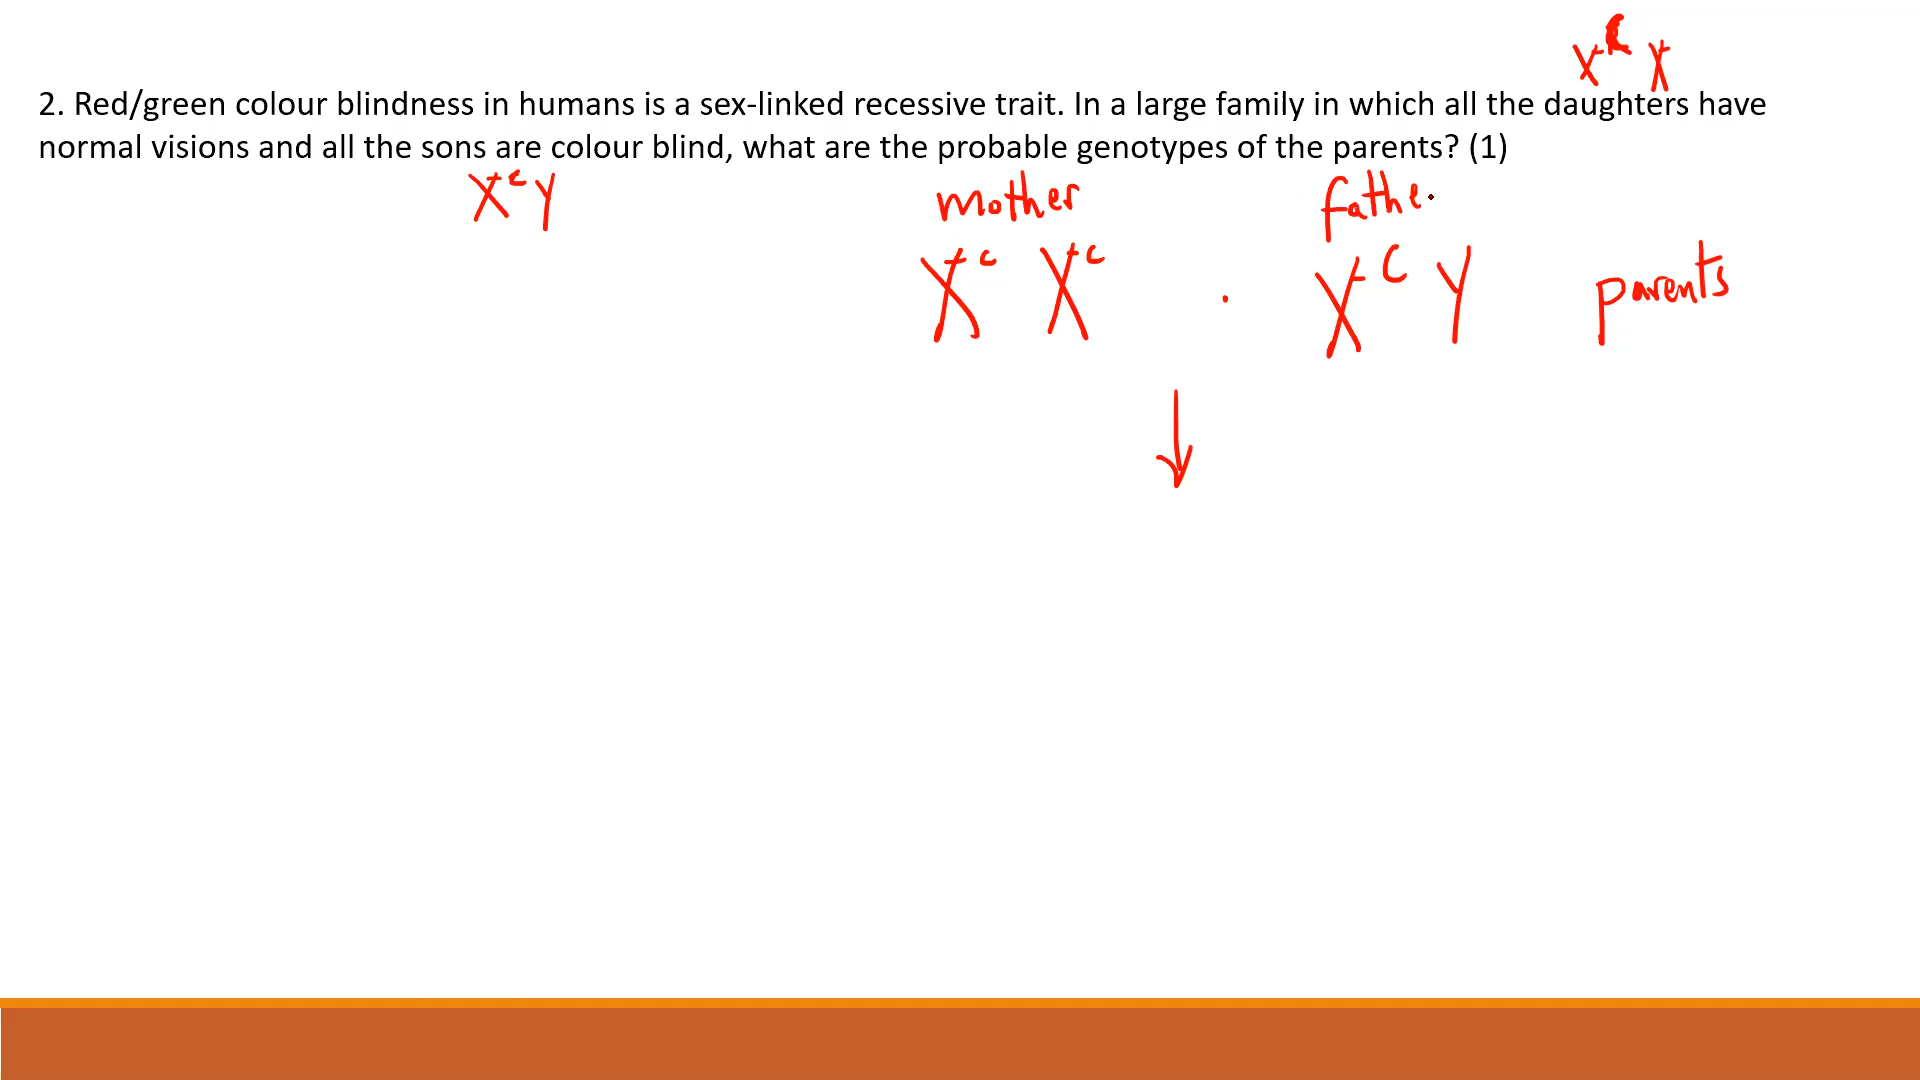 X^C X
2. Red/green colour blindness in humans is a sex-linked recessive trait. In a large family in which all the daughters have
normal visions and all the sons are colour blind, what are the probable genotypes of the parents? (1)
X^c Y
mother fathe
X^c X^c . X^C Y parents